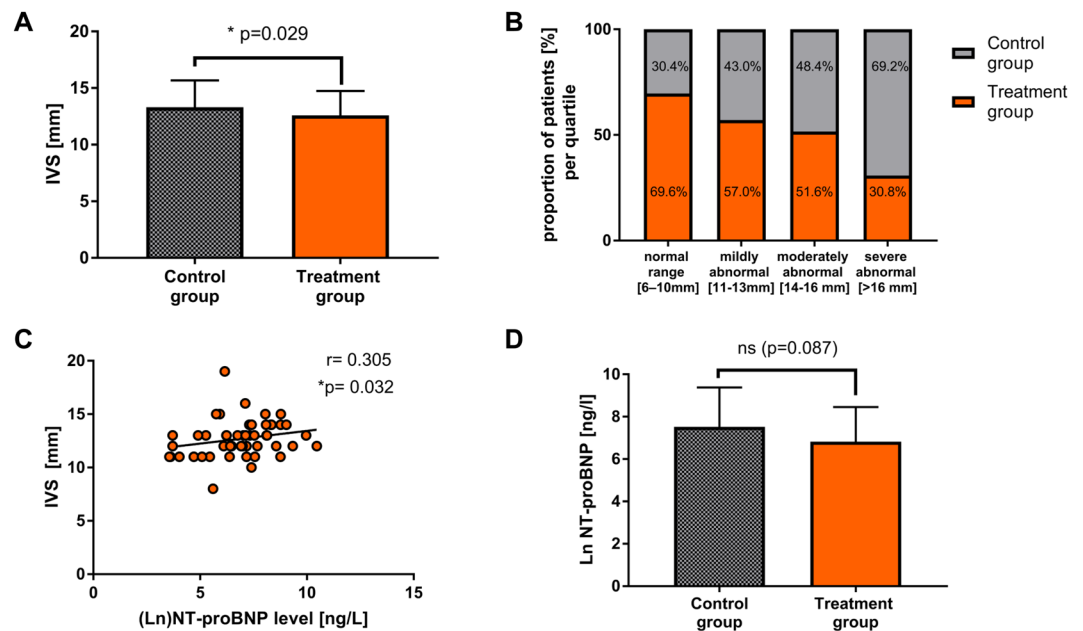 A
* p=0.029
IVS [mm]
20
15
10
5
0
Control
group
Treatment
group
B
proportion of patients [%]
per quartile
100
50
0
30.4%
43.0%
48.4%
69.2%
69.6%
57.0%
51.6%
30.8%
normal
range
[6–10mm]
mildly
abnormal
[11-13mm]
moderately
abnormal
[14-16 mm]
severe
abnormal
[>16 mm]
Control
group
Treatment
group
C
r= 0.305
*p= 0.032
IVS [mm]
20
15
10
5
0
0
5
10
15
(Ln)NT-proBNP level [ng/L]
D
ns (p=0.087)
Ln NT-proBNP [ng/l]
10
8
6
4
2
0
Control
group
Treatment
group